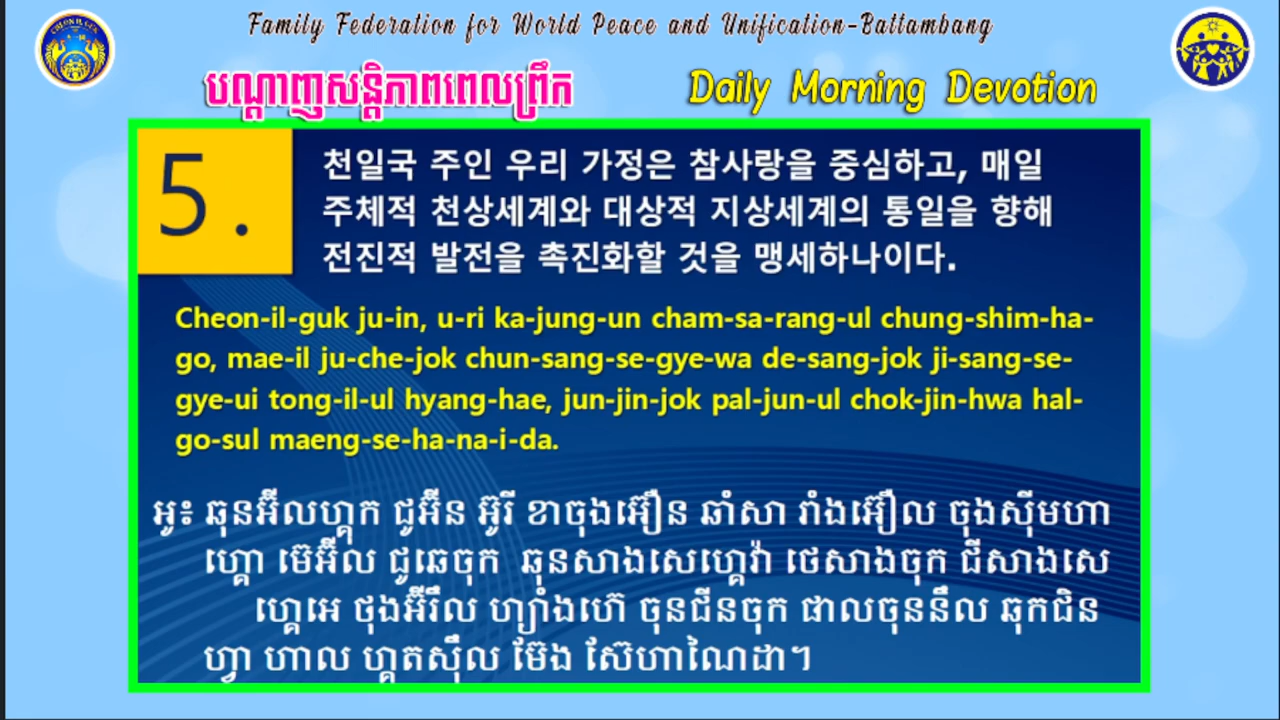 Family Federation for World Peace and Unification-Battambang
បណ្តាញសន្តិភាពពេលព្រឹក
Daily Morning Devotion
5.
천일국 주인 우리 가정은 참사랑을 중심하고, 매일
주체적 천상세계와 대상적 지상세계의 통일을 향해
전진적 발전을 촉진화할 것을 맹세하나이다.
Cheon-il-guk ju-in, u-ri ka-jung-un cham-sa-rang-ul chung-shim-ha-
go, mae-il ju-che-jok chun-sang-se-gye-wa de-sang-jok ji-sang-se-
gye-ui tong-il-ul hyang-hae, jun-jin-jok pal-jun-ul chok-jin-hwa hal-
go-sul maeng-se-ha-na-i-da.
អូ៖ ឆុនអ៊ីលហ្គុក ជូអ៊ីន អ៊ូរី ខាចុងអ៊ឿន ឆាំសា រ៉ាំងអ៊ឿល ចុងស៊ីមហា
ហ្គោ ម៉េអ៊ីល ជូឆេចុក ឆុនសាងសេហ្គេវ៉ា ថេសាងចុក ជីសាងសេ
ហ្គេអេ ថុងអ៊ីរឹល ហ្យ៉ាំងហ៊េ ចុនជីនចុក ផាលចុននឹល ឆុកជិន
ហ្វា ហាល ហ្គតស៊ឹល ម៉ែង ស៊ែហាណៃដា។